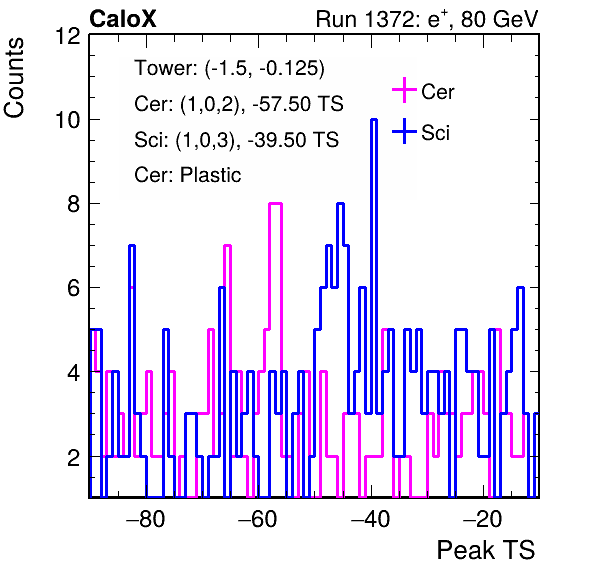 CaloX Run 1372: e⁺, 80 GeV
Counts
Tower: (-1.5, -0.125)
Cer: (1,0,2), -57.50 TS
Sci: (1,0,3), -39.50 TS
Cer: Plastic
Cer
Sci
12
10
8
6
4
2
−80 −60 −40 −20
Peak TS